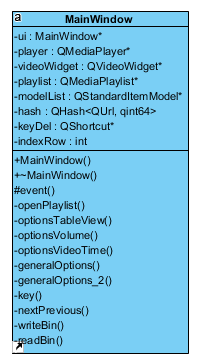 a
MainWindow
-ui : MainWindow*
-player : QMediaPlayer*
-videoWidget : QVideoWidget*
-playlist : QMediaPlaylist*
-modelList : QStandardItemModel*
-hash : QHash<QUrl, qint64>
-keyDel : QShortcut*
-indexRow : int
+MainWindow()
+~MainWindow()
#event()
-openPlaylist()
-optionsTableView()
-optionsVolume()
-optionsVideoTime()
-generalOptions()
-generalOptions_2()
-key()
-nextPrevious()
-writeBin()
-readBin()